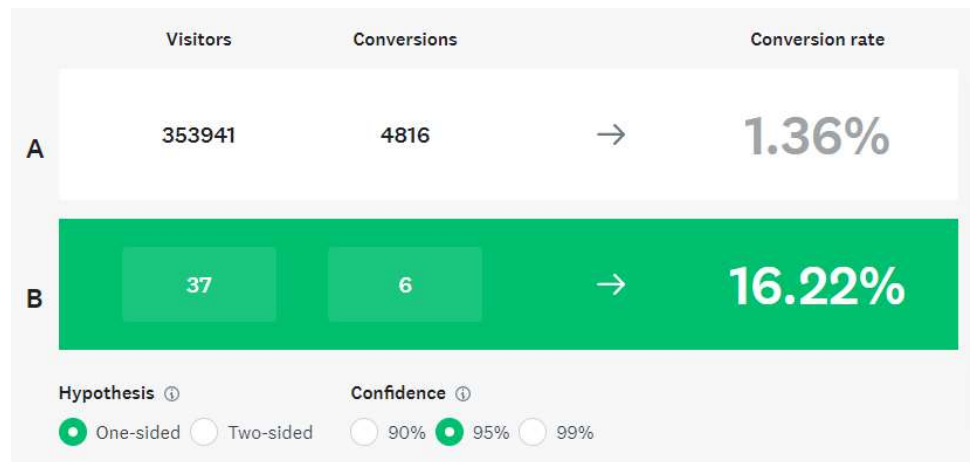 Visitors Conversions Conversion rate
A 353941 4816 → 1.36%
B 37 6 → 16.22%
Hypothesis ⓘ Confidence ⓘ
One-sided Two-sided 90% 95% 99%